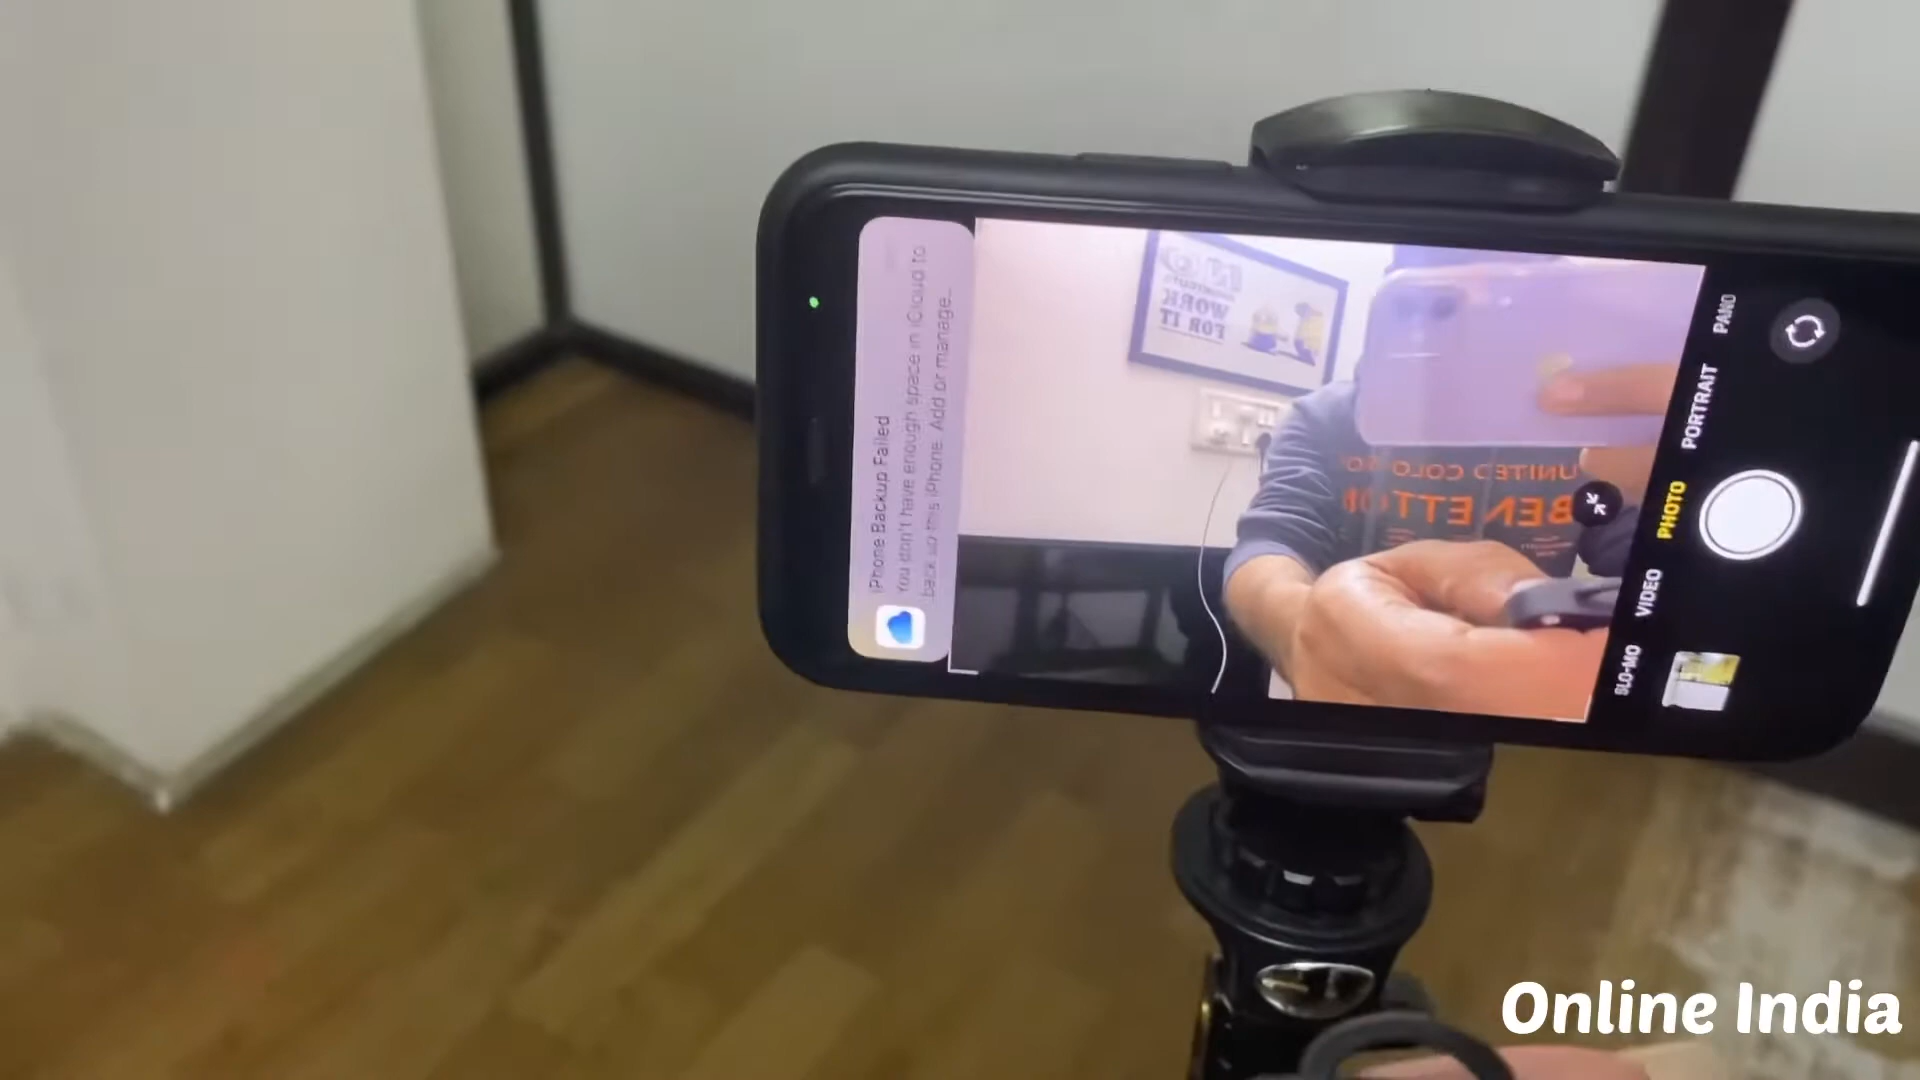 iPhone Backup Failed
You don't have enough space in iCloud to
back up this iPhone. Add or manage...
WORK
FOR IT
UNITED COLO
BENETTON
PANO
PORTRAIT
PHOTO
VIDEO
SLO-MO
Online India